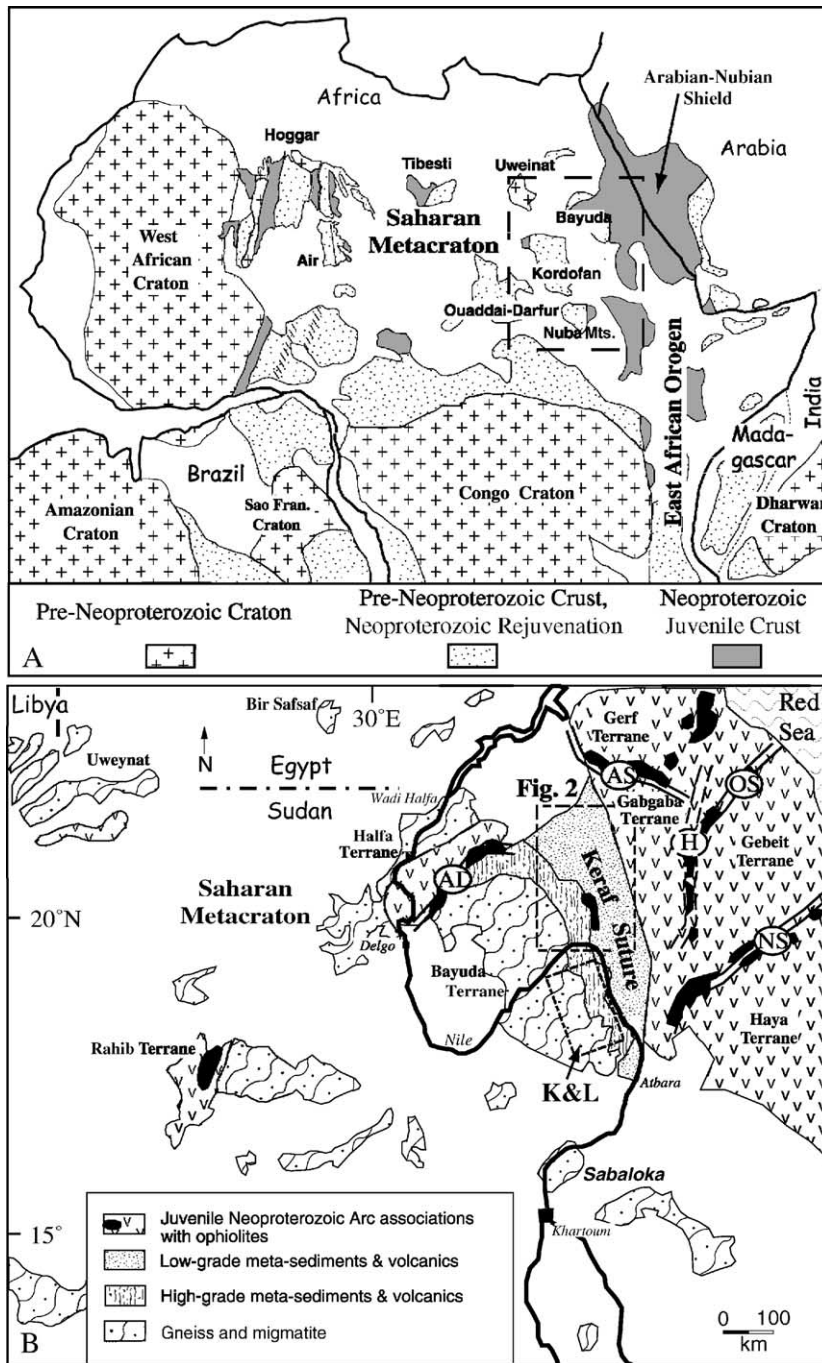 Africa
Arabian-Nubian
Shield
Arabia
Hoggar
Tibesti
Uweinat
Saharan
Metacraton
Bayuda
West
African
Craton
Air
Kordofan
Ouaddai-Darfur
Nuba Mts.
East African Orogen
India
Mada-
gascar
Brazil
Amazonian
Craton
Sao Fran.
Craton
Congo Craton
Dharwar
Craton
Pre-Neoproterozoic Craton
Pre-Neoproterozoic Crust,
Neoproterozoic Rejuvenation
Neoproterozoic
Juvenile Crust
A
Libya
Bir Safsaf
30°E
Red
Sea
Gerf
Terrane
Uweynat
N
Egypt
Sudan
Wadi Halfa
Fig. 2
AS
OS
Gabgaba
Terrane
Halfa
Terrane
H
Gebeit
Terrane
AD
Saharan
Metacraton
20°N
Keraf
Suture
Delgo
NS
Bayuda
Terrane
Haya
Terrane
Nile
Rahib Terrane
K&L
Atbara
Sabaloka
15°
Khartoum
Juvenile Neoproterozoic Arc associations
with ophiolites
Low-grade meta-sediments & volcanics
High-grade meta-sediments & volcanics
Gneiss and migmatite
0 100
km
B